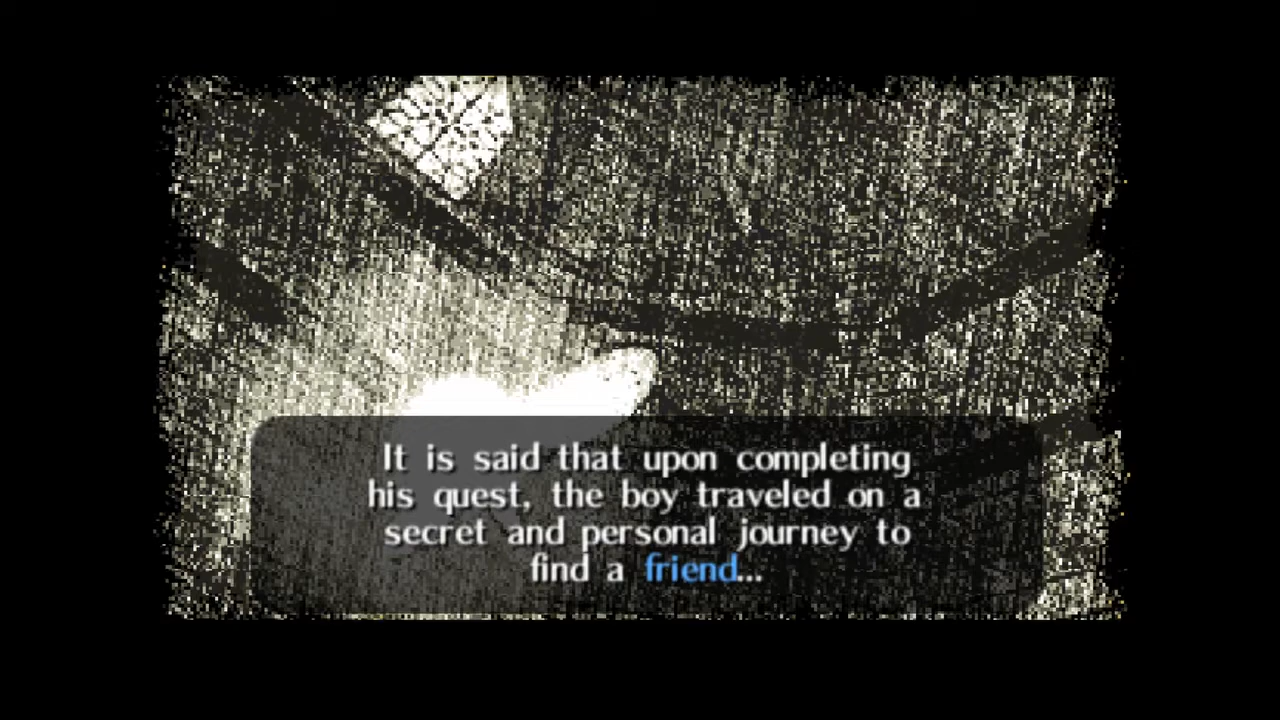 It is said that upon completing
his quest, the boy traveled on a
secret and personal journey to
find a friend...